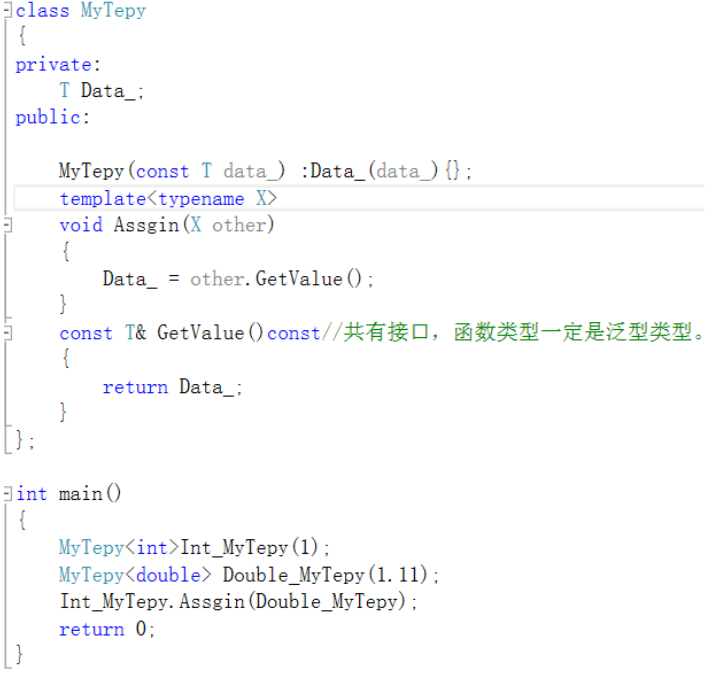 class MyTepy
{
private:
    T Data_;
public:

    MyTepy(const T data_) :Data_(data_){};
    template<typename X>
    void Assgin(X other)
    {
        Data_ = other.GetValue();
    }
    const T& GetValue()const//共有接口，函数类型一定是泛型类型。
    {
        return Data_;
    }
};

int main()
{
    MyTepy<int>Int_MyTepy(1);
    MyTepy<double> Double_MyTepy(1.11);
    Int_MyTepy.Assgin(Double_MyTepy);
    return 0;
}